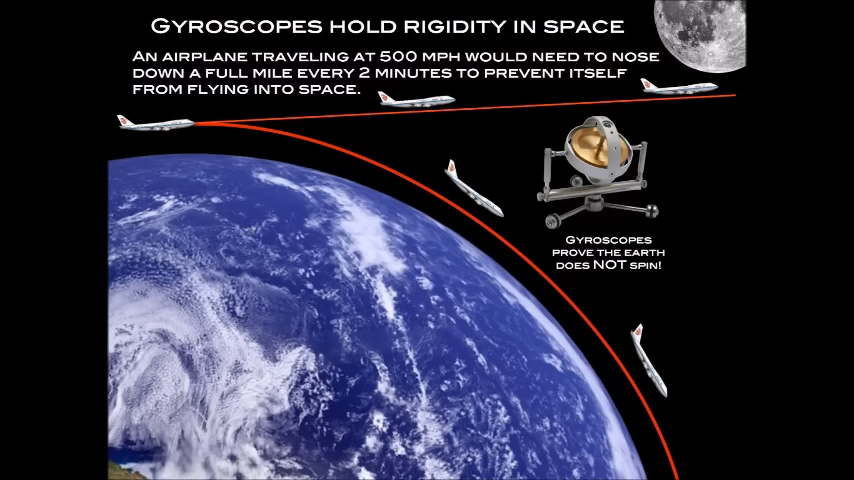 Gyroscopes hold rigidity in space
An airplane traveling at 500 mph would need to nose
down a full mile every 2 minutes to prevent itself
from flying into space.
Gyroscopes
prove the earth
does NOT spin!